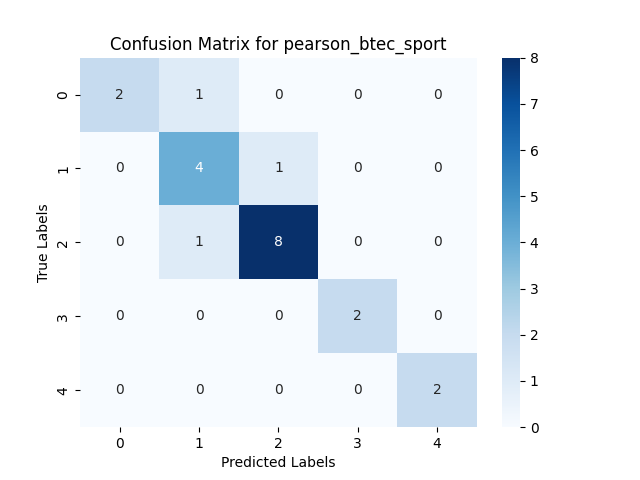 Confusion Matrix for pearson_btec_sport
True Labels
0 2 1 0 0 0
1 0 4 1 0 0
2 0 1 8 0 0
3 0 0 0 2 0
4 0 0 0 0 2
0 1 2 3 4
Predicted Labels
8
7
6
5
4
3
2
1
0